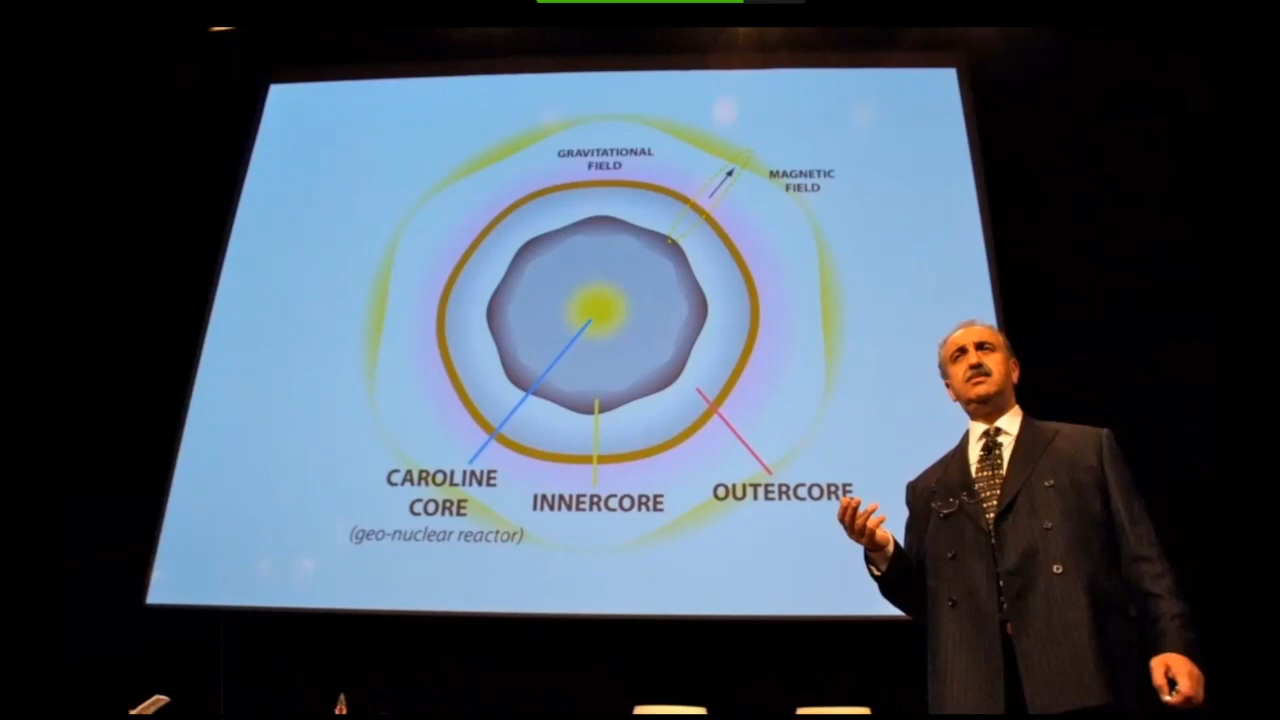 GRAVITATIONAL
FIELD
MAGNETIC
FIELD
CAROLINE
CORE
(geo-nuclear reactor)
INNERCORE
OUTERCORE